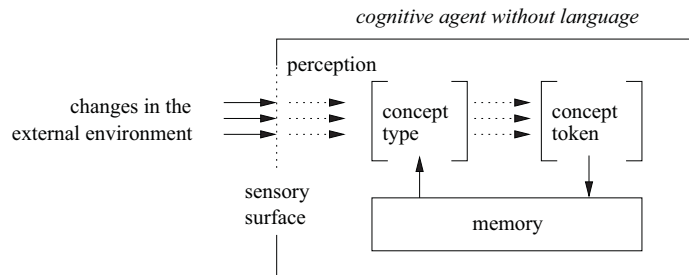 cognitive agent without language
perception
changes in the
external environment
concept
type
concept
token
sensory
surface
memory